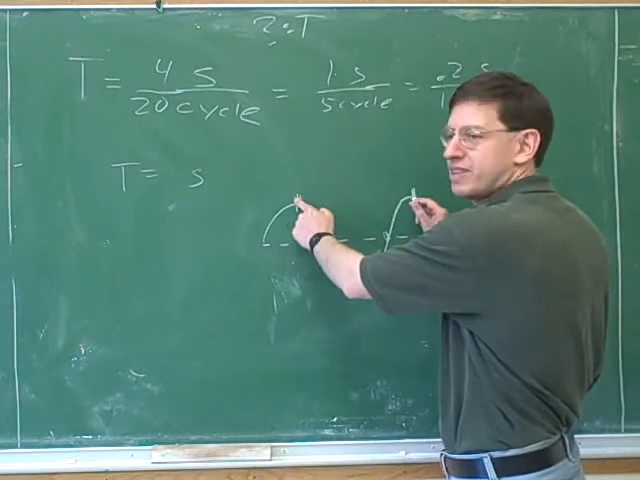 T = 4 s / 20 cycle = 1 s / 5 cycle = .2 s / 1
T = s